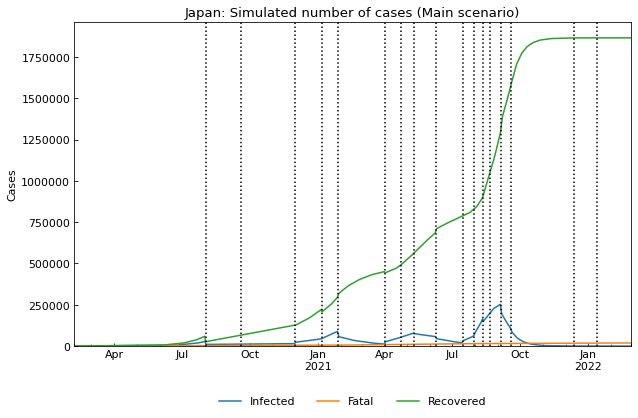 Japan: Simulated number of cases (Main scenario)
1750000
1500000
1250000
1000000
750000
500000
250000
0
Cases
Apr Jul Oct Jan Apr Jul Oct Jan
2021 2022
Infected Fatal Recovered